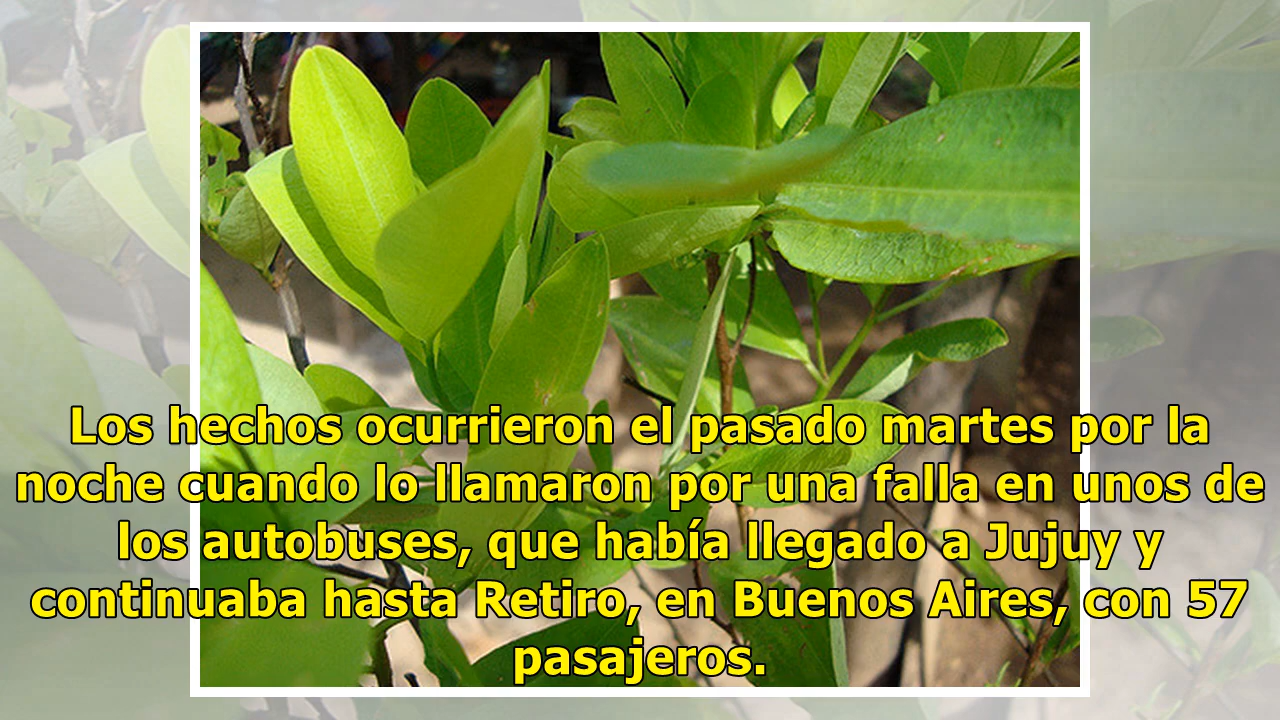 Los hechos ocurrieron el pasado martes por la
noche cuando lo llamaron por una falla en unos de
los autobuses, que había llegado a Jujuy y
continuaba hasta Retiro, en Buenos Aires, con 57
pasajeros.